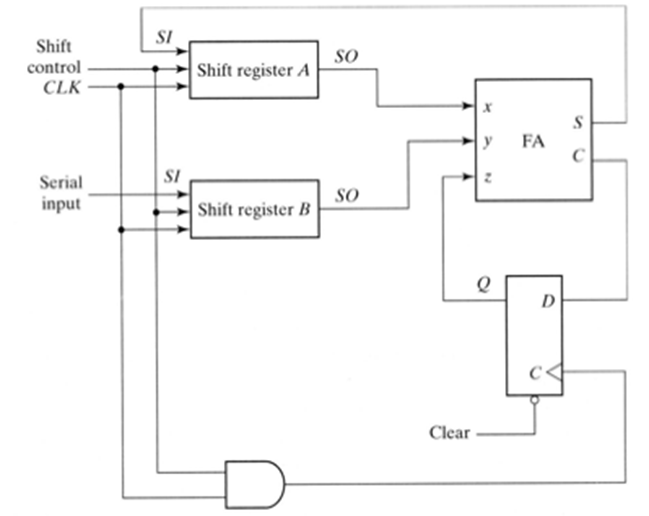 SI
Shift
control
CLK
Shift register A
SO
x
y
z
FA
S
C
Serial
input
SI
Shift register B
SO
Q
D
C
Clear